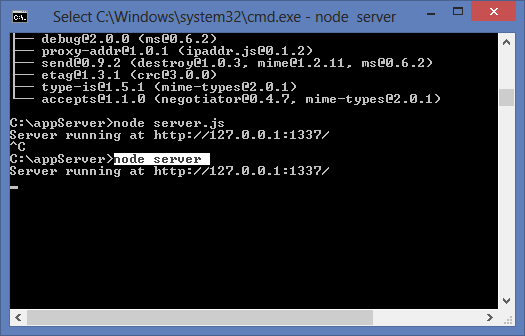 C:\. Select C:\Windows\system32\cmd.exe - node server
├── debug@2.0.0 (ms@0.6.2)
├── proxy-addr@1.0.1 (ipaddr.js@0.1.2)
├── send@0.9.2 (destroy@1.0.3, mime@1.2.11, ms@0.6.2)
├── etag@1.3.1 (crc@3.0.0)
├── type-is@1.5.1 (mime-types@2.0.1)
└── accepts@1.1.0 (negotiator@0.4.7, mime-types@2.0.1)
C:\appServer>node server.js
Server running at http://127.0.0.1:1337/
^C
C:\appServer>node server
Server running at http://127.0.0.1:1337/